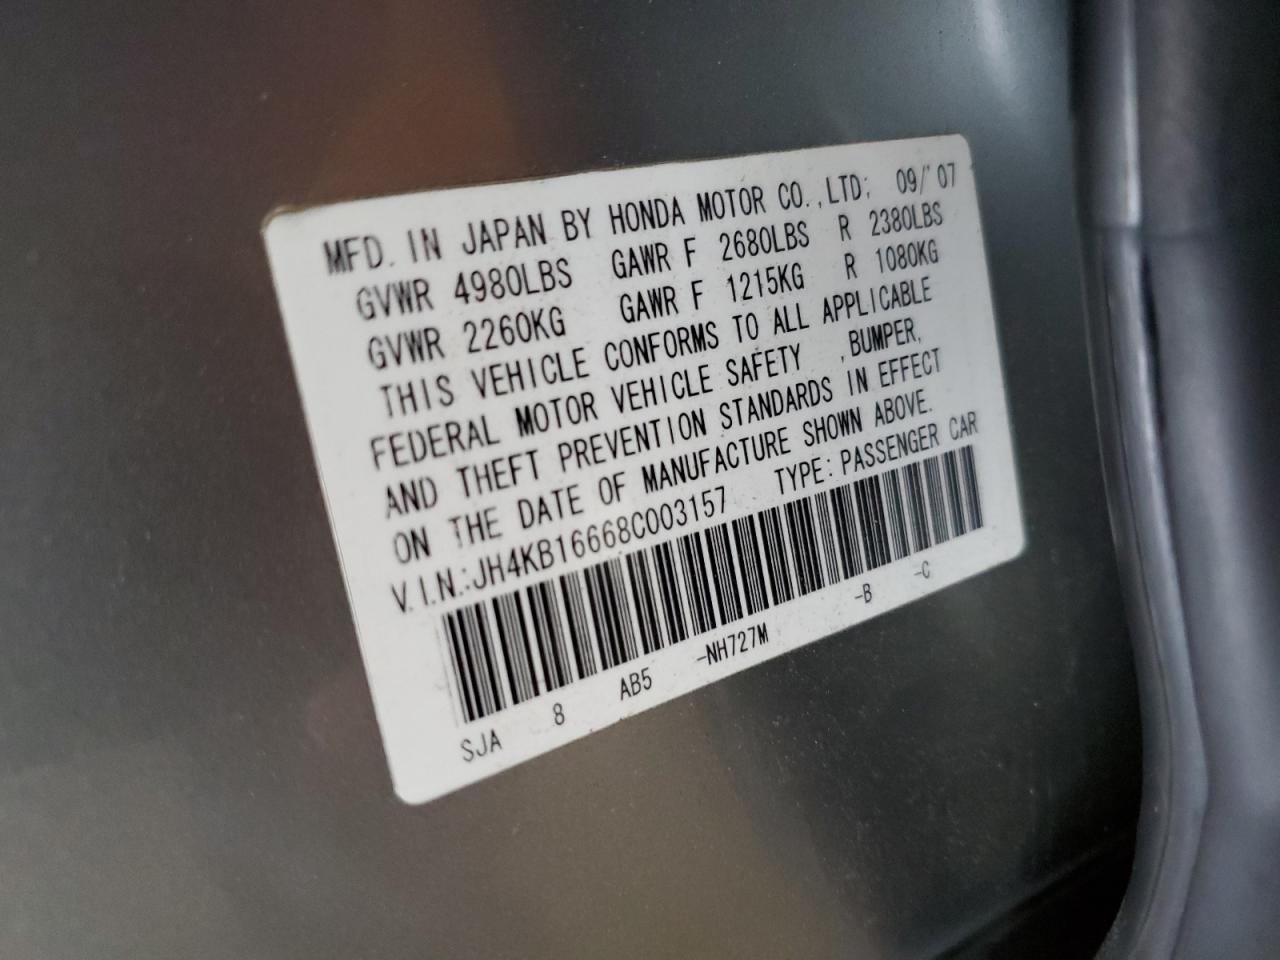 MFD. IN JAPAN BY HONDA MOTOR CO.,LTD; 09/'07
GVWR 4980LBS GAWR F 2680LBS R 2380LBS
GVWR 2260KG GAWR F 1215KG R 1080KG
THIS VEHICLE CONFORMS TO ALL APPLICABLE
FEDERAL MOTOR VEHICLE SAFETY ,BUMPER,
AND THEFT PREVENTION STANDARDS IN EFFECT
ON THE DATE OF MANUFACTURE SHOWN ABOVE.
V.I.N.:JH4KB16668C003157 TYPE:PASSENGER CAR
SJA 8 AB5 -NH727M -B -C